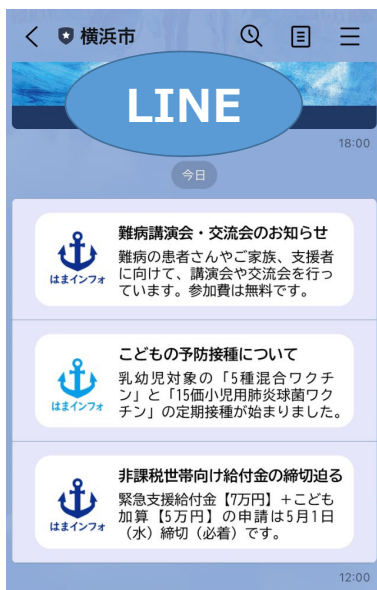 横浜市
LINE
18:00
今日
難病講演会・交流会のお知らせ
難病の患者さんやご家族、支援者
に向けて、講演会や交流会を行っ
ています。参加費は無料です。
はまインフォ
こどもの予防接種について
乳幼児対象の「5種混合ワクチ
ン」と「15価小児用肺炎球菌ワク
チン」の定期接種が始まりました。
はまインフォ
非課税世帯向け給付金の締切迫る
緊急支援給付金【7万円】+こども
加算【5万円】の申請は5月1日
（水）締切（必着）です。
はまインフォ
12:00